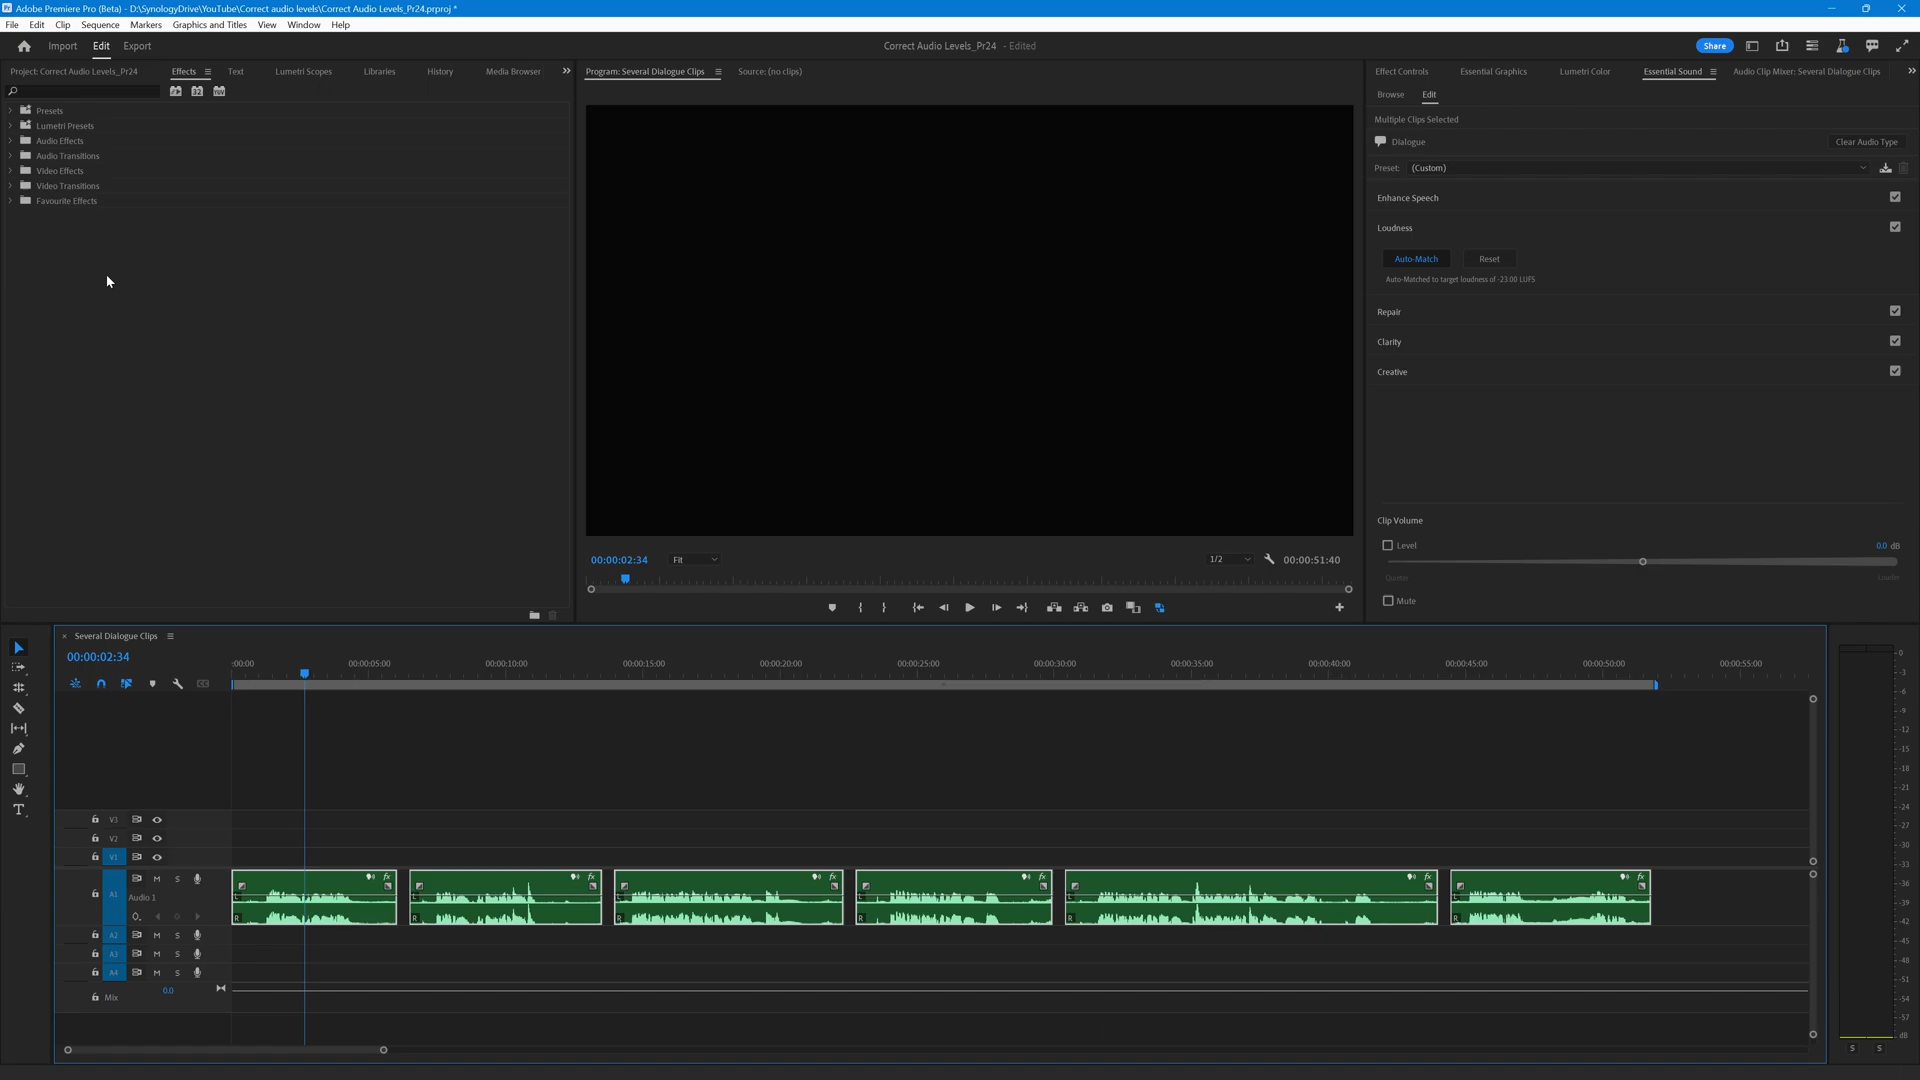 Adobe Premiere Pro (Beta) - D:\SynologyDrive\YouTube\Correct audio levels\Correct Audio Levels_Pr24.prproj *
File Edit Clip Sequence Markers Graphics and Titles View Window Help
Import Edit Export
Correct Audio Levels_Pr24 - Edited
Share
Project: Correct Audio Levels_Pr24 Effects Text Lumetri Scopes Libraries History Media Browser
Presets
Lumetri Presets
Audio Effects
Audio Transitions
Video Effects
Video Transitions
Favourite Effects
Program: Several Dialogue Clips Source: (no clips)
00:00:02:34 Fit 1/2 00:00:51:40
Effect Controls Essential Graphics Lumetri Color Essential Sound Audio Clip Mixer: Several Dialogue Clips
Browse Edit
Multiple Clips Selected
Dialogue Clear Audio Type
Preset: (Custom)
Enhance Speech
Loudness
Auto-Match Reset
Auto-Matched to target loudness of -23.00 LUFS
Repair
Clarity
Creative
Clip Volume
Level 0.0 dB
Quieter Louder
Mute
Several Dialogue Clips
00:00:02:34
:00:00 00:00:05:00 00:00:10:00 00:00:15:00 00:00:20:00 00:00:25:00 00:00:30:00 00:00:35:00 00:00:40:00 00:00:45:00 00:00:50:00 00:00:55:00
V3
V2
V1
A1 M S
Audio 1
A2 M S
A3 M S
A4 M S
Mix 0.0
L fx L fx L fx L fx L fx L fx
R R R R R R
0
-3
-6
-9
-12
-15
-18
-21
-24
-27
-30
-33
-36
-39
-42
-45
-48
-51
-54
-57
dB
S S